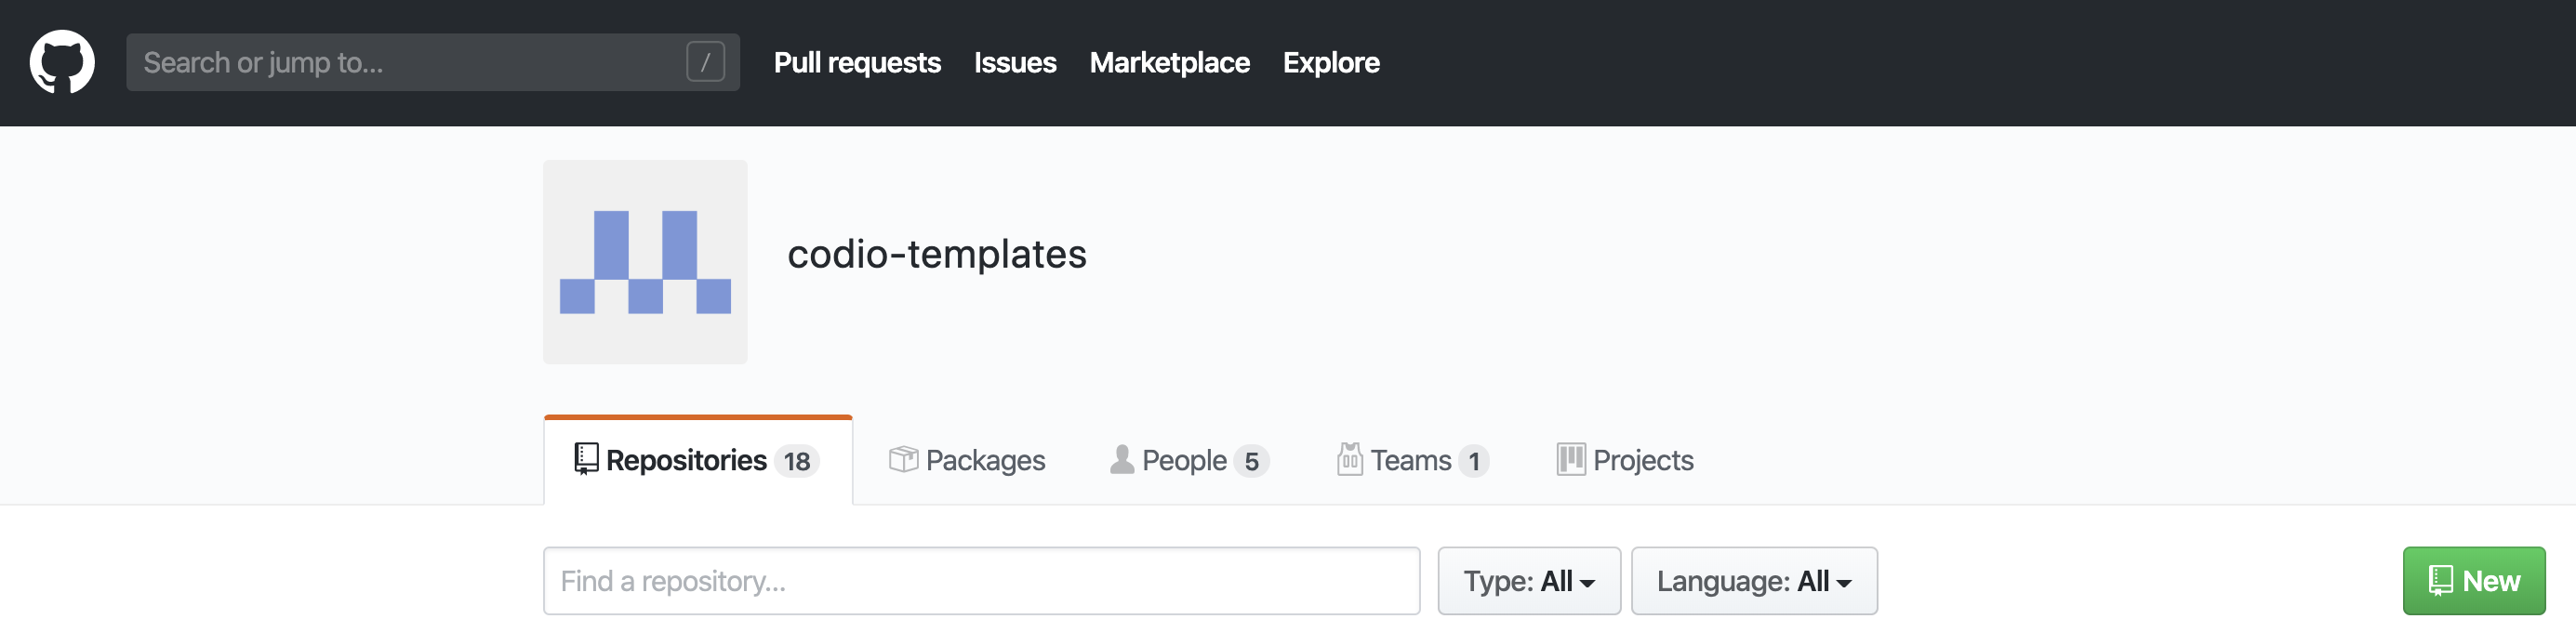 Search or jump to... / Pull requests Issues Marketplace Explore
codio-templates
Repositories 18 Packages People 5 Teams 1 Projects
Find a repository... Type: All Language: All New